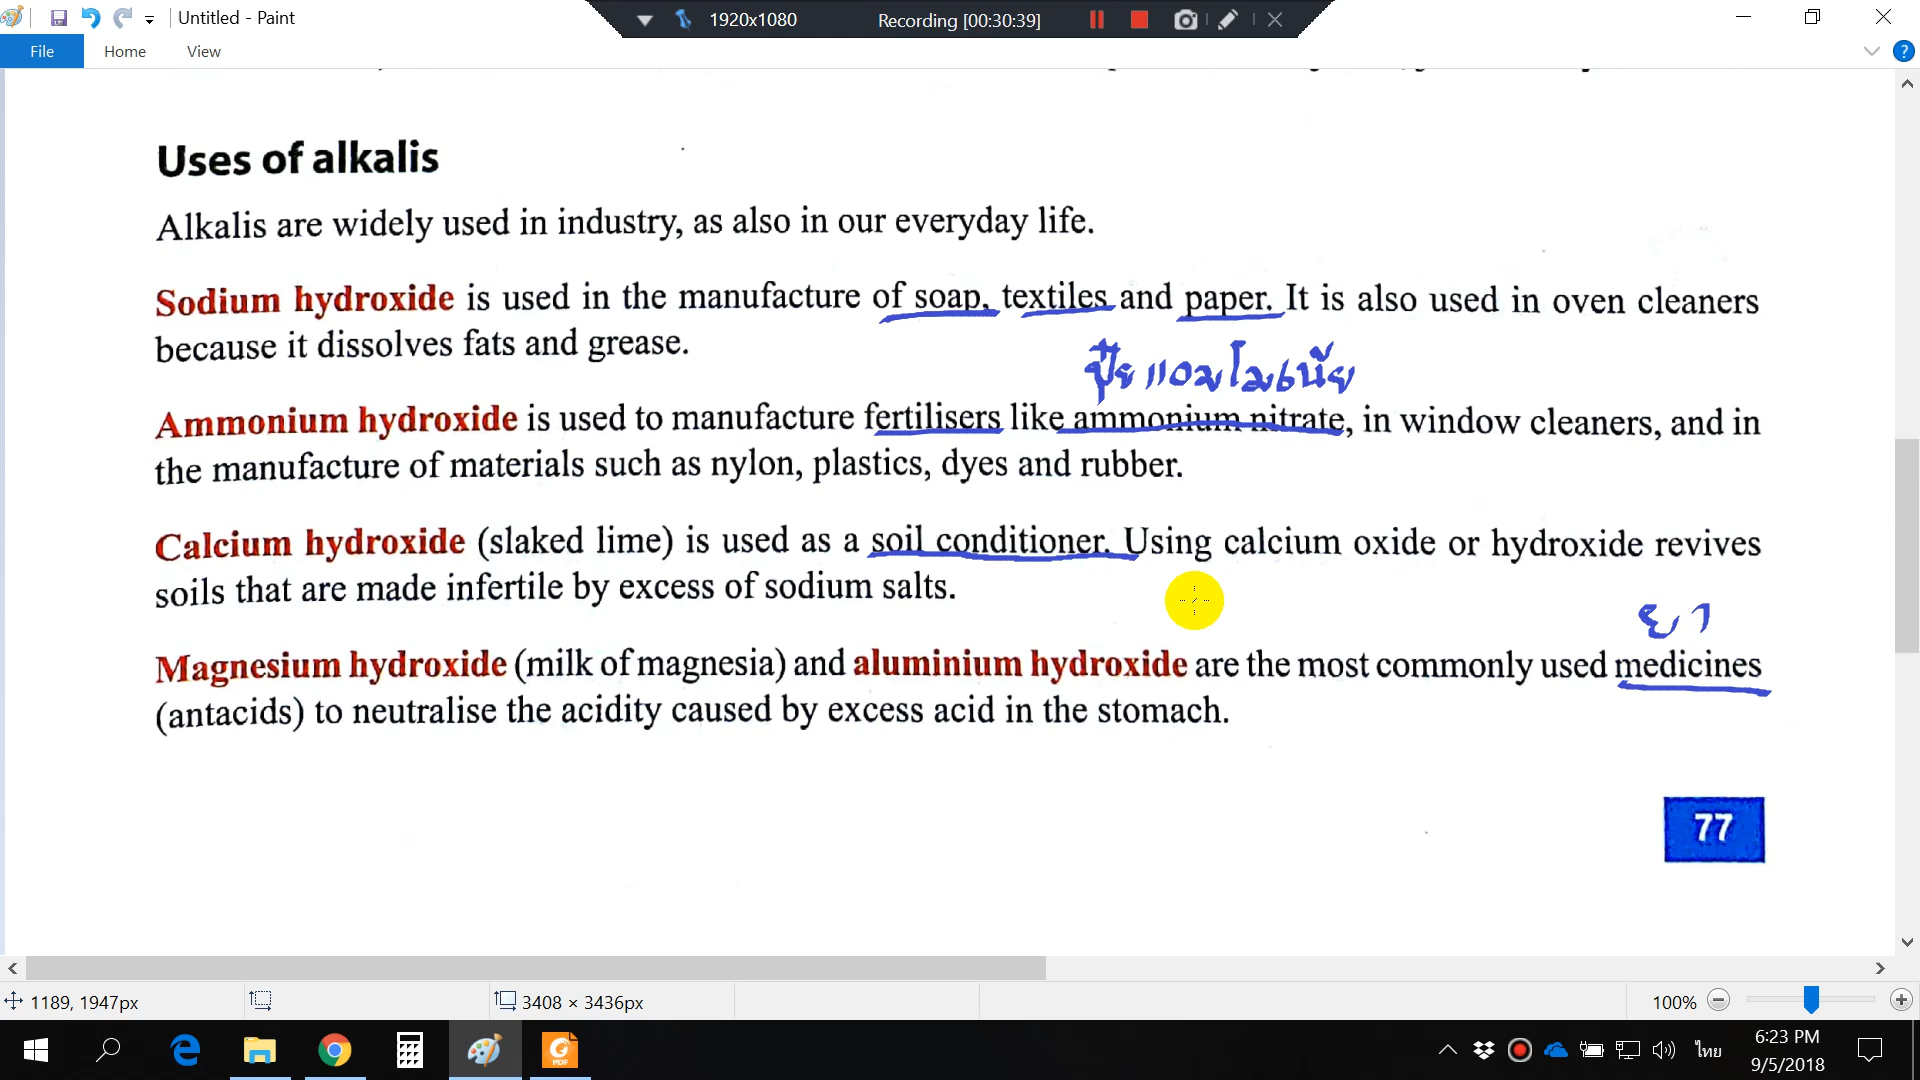 Untitled - Paint
1920x1080
Recording [00:30:39]
File
Home
View
?
Uses of alkalis
Alkalis are widely used in industry, as also in our everyday life.
Sodium hydroxide is used in the manufacture of soap, textiles and paper. It is also used in oven cleaners
because it dissolves fats and grease.
ปุ๋ยแอมโมเนีย
Ammonium hydroxide is used to manufacture fertilisers like ammonium nitrate, in window cleaners, and in
the manufacture of materials such as nylon, plastics, dyes and rubber.
Calcium hydroxide (slaked lime) is used as a soil conditioner. Using calcium oxide or hydroxide revives
soils that are made infertile by excess of sodium salts.
ยา
Magnesium hydroxide (milk of magnesia) and aluminium hydroxide are the most commonly used medicines
(antacids) to neutralise the acidity caused by excess acid in the stomach.
77
1189, 1947px
3408 × 3436px
100%
PDF
ไทย
6:23 PM
9/5/2018